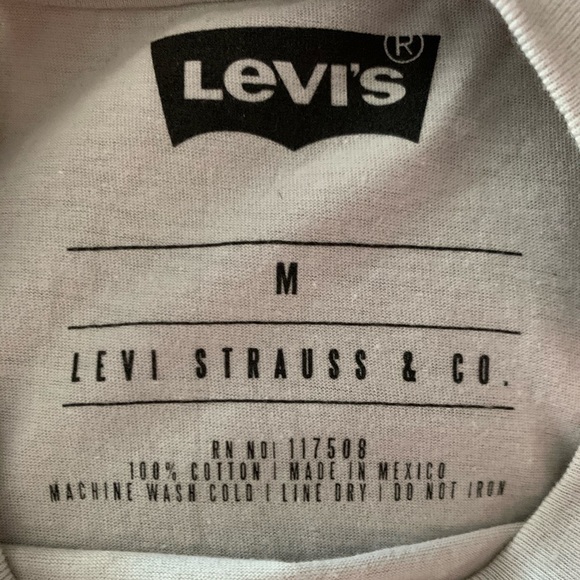 LEVI'S ®
M
LEVI STRAUSS & CO.
RN NO: 117508
100% COTTON | MADE IN MEXICO
MACHINE WASH COLD | LINE DRY | DO NOT IRON